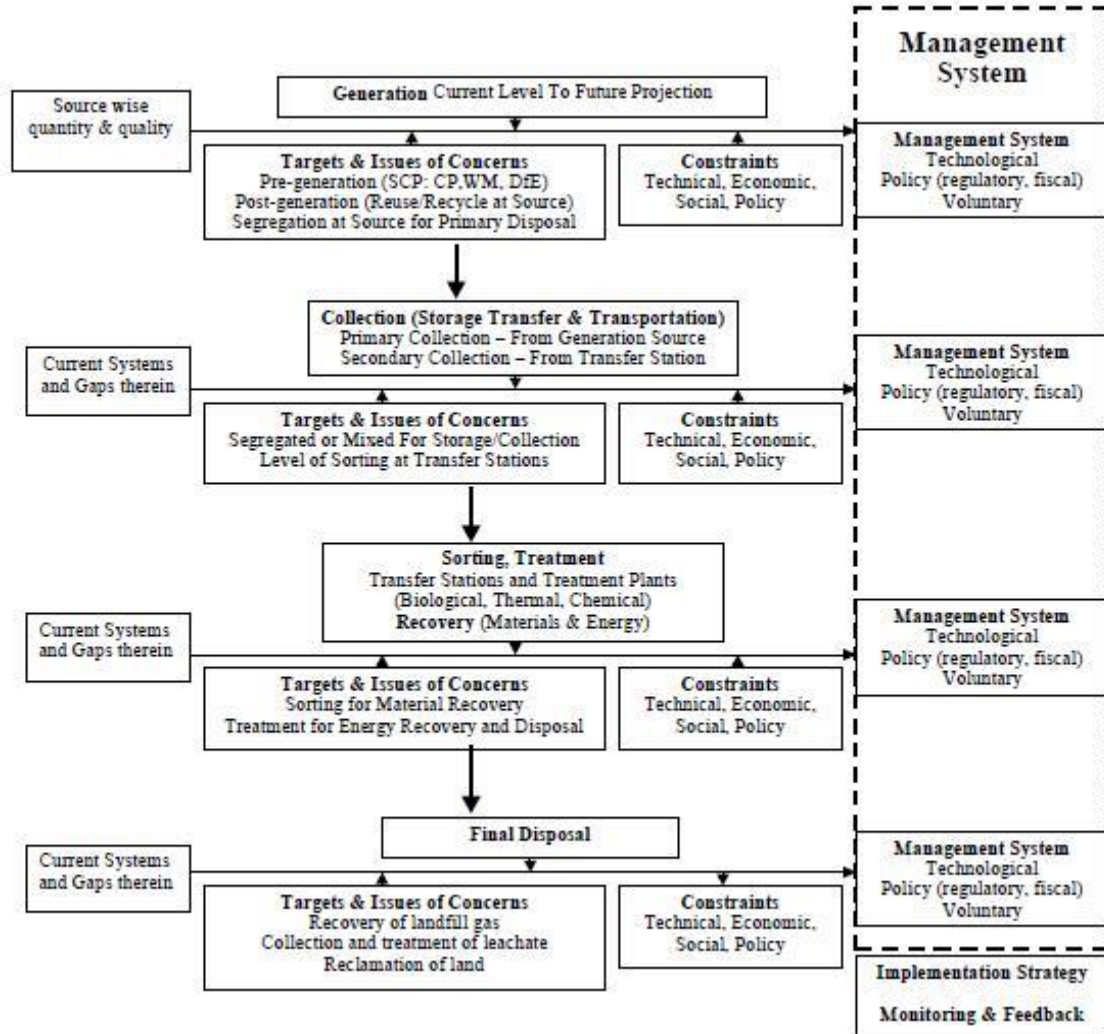 Management
System
Generation Current Level To Future Projection
Source wise
quantity & quality
Targets & Issues of Concerns
Pre-generation (SCP: CP,WM, DfE)
Post-generation (Reuse/Recycle at Source)
Segregation at Source for Primary Disposal
Constraints
Technical, Economic,
Social, Policy
Management System
Technological
Policy (regulatory, fiscal)
Voluntary
Collection (Storage Transfer & Transportation)
Primary Collection – From Generation Source
Secondary Collection – From Transfer Station
Current Systems
and Gaps therein
Targets & Issues of Concerns
Segregated or Mixed For Storage/Collection
Level of Sorting at Transfer Stations
Constraints
Technical, Economic,
Social, Policy
Management System
Technological
Policy (regulatory, fiscal)
Voluntary
Sorting, Treatment
Transfer Stations and Treatment Plants
(Biological, Thermal, Chemical)
Recovery (Materials & Energy)
Current Systems
and Gaps therein
Targets & Issues of Concerns
Sorting for Material Recovery
Treatment for Energy Recovery and Disposal
Constraints
Technical, Economic,
Social, Policy
Management System
Technological
Policy (regulatory, fiscal)
Voluntary
Final Disposal
Current Systems
and Gaps therein
Targets & Issues of Concerns
Recovery of landfill gas
Collection and treatment of leachate
Reclamation of land
Constraints
Technical, Economic,
Social, Policy
Management System
Technological
Policy (regulatory, fiscal)
Voluntary
Implementation Strategy
Monitoring & Feedback